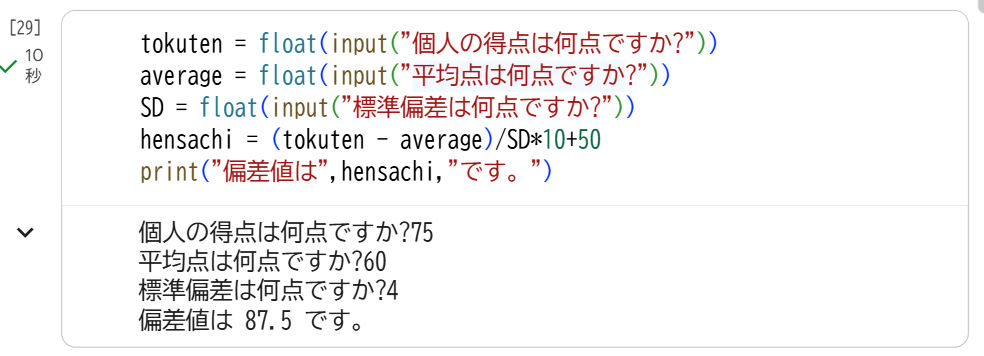 [29]
10
秒
tokuten = float(input("個人の得点は何点ですか?"))
average = float(input("平均点は何点ですか?"))
SD = float(input("標準偏差は何点ですか?"))
hensachi = (tokuten - average)/SD*10+50
print("偏差値は",hensachi,"です。")
個人の得点は何点ですか?75
平均点は何点ですか?60
標準偏差は何点ですか?4
偏差値は 87.5 です。